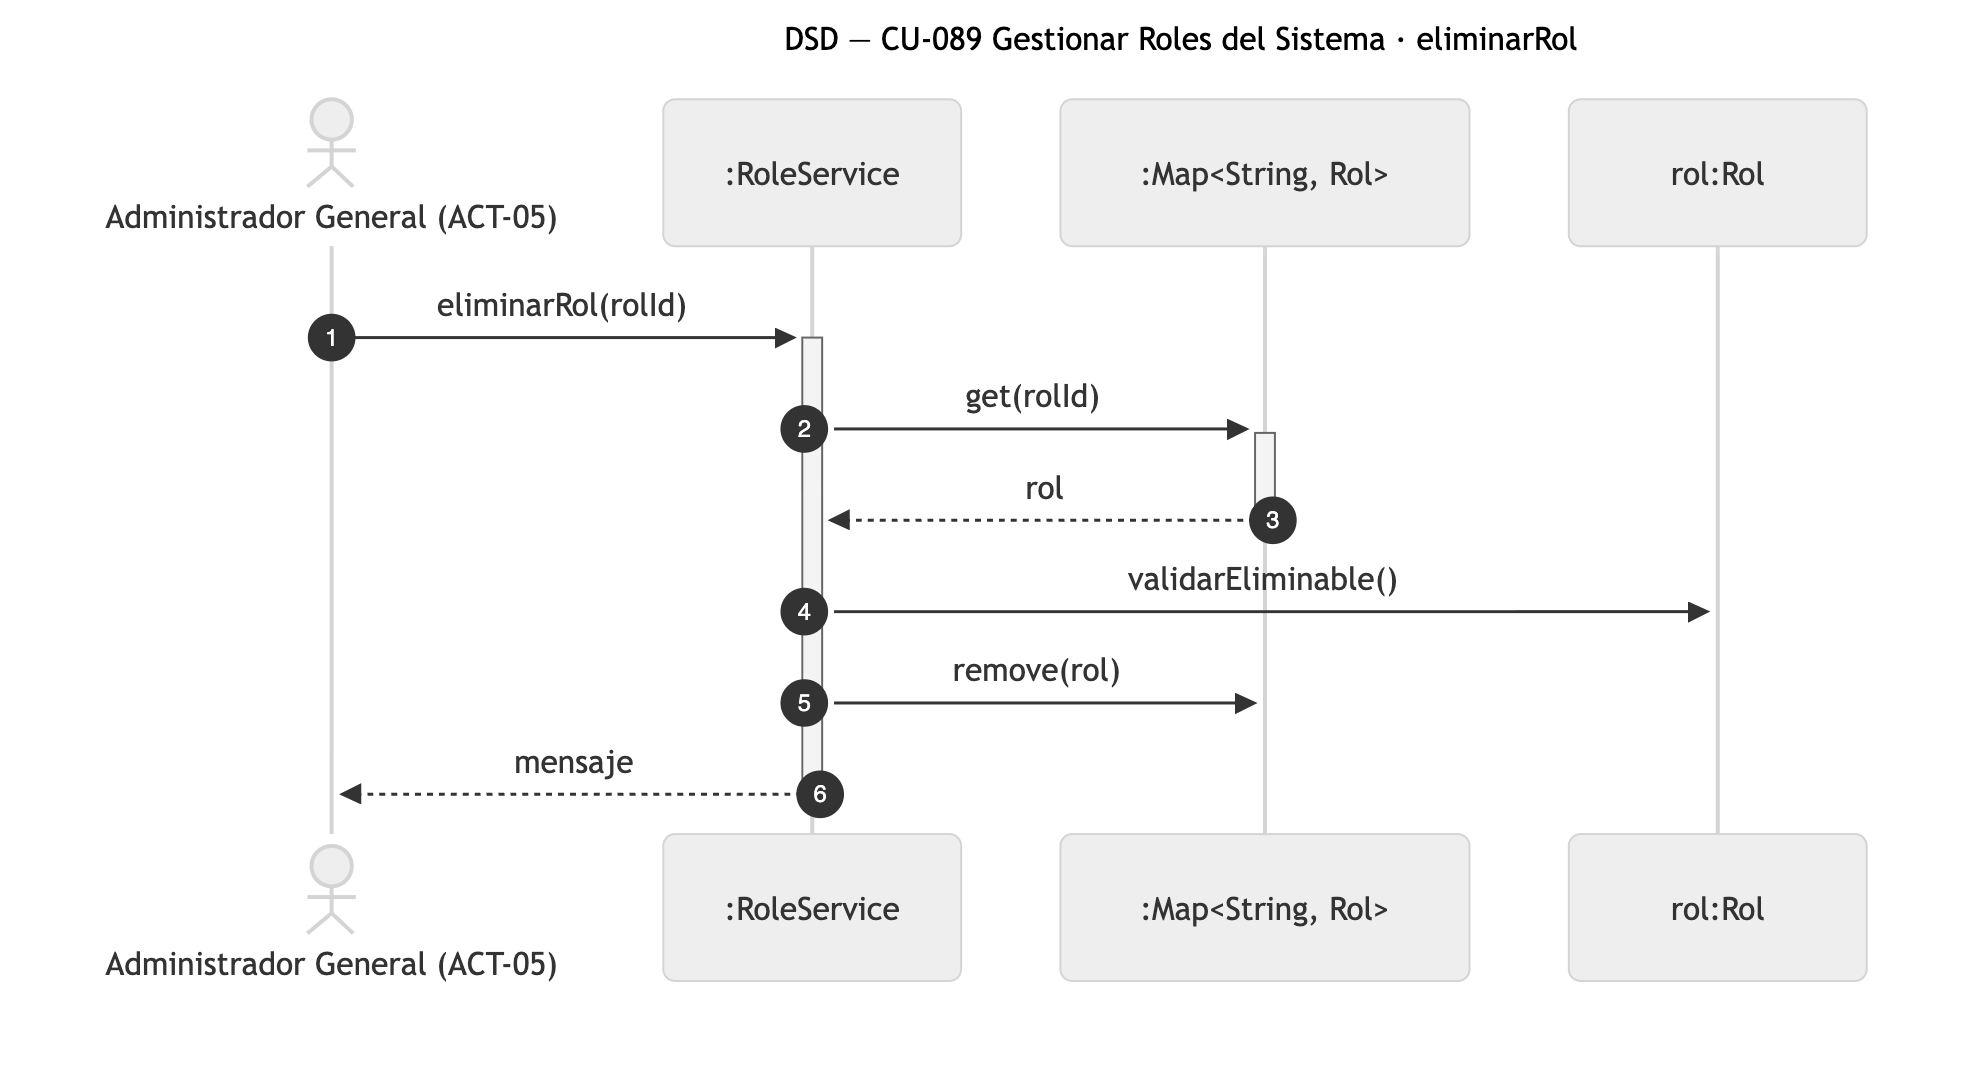 DSD — CU-089 Gestionar Roles del Sistema · eliminarRol
:RoleService
:Map<String, Rol>
rol:Rol
Administrador General (ACT-05)
eliminarRol(rolId)
1
get(rolId)
2
rol
3
validarEliminable()
4
remove(rol)
5
mensaje
6
:RoleService
:Map<String, Rol>
rol:Rol
Administrador General (ACT-05)